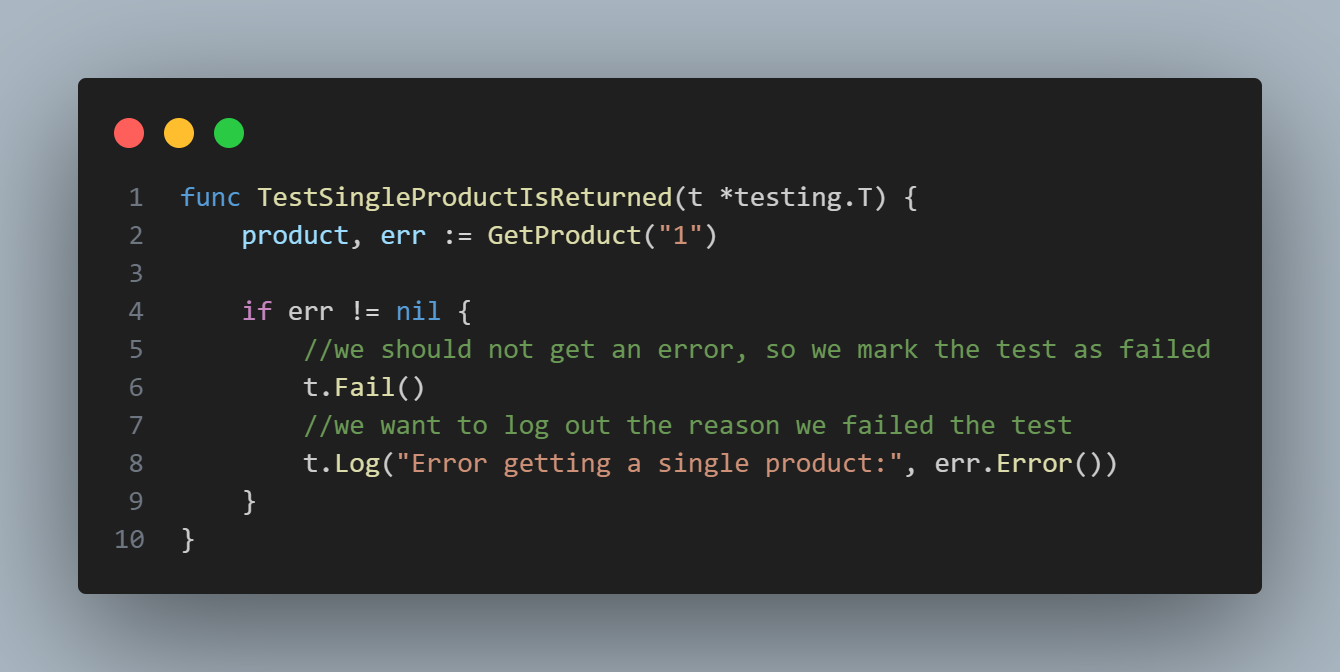 1 func TestSingleProductIsReturned(t *testing.T) {
2     product, err := GetProduct("1")
3
4     if err != nil {
5         //we should not get an error, so we mark the test as failed
6         t.Fail()
7         //we want to log out the reason we failed the test
8         t.Log("Error getting a single product:", err.Error())
9     }
10 }